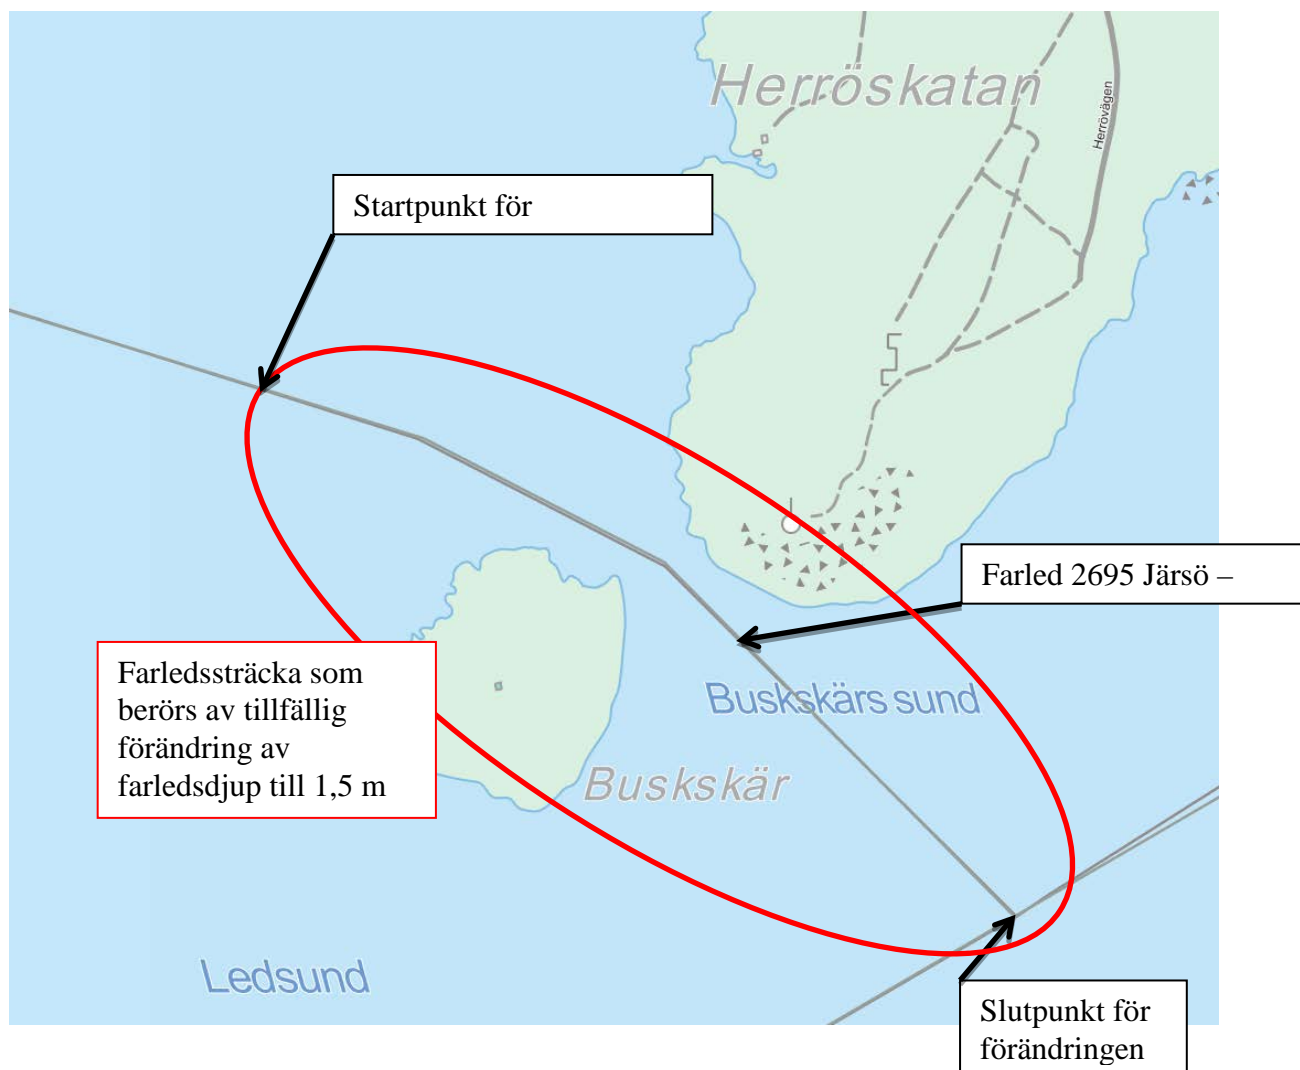 Herröskatan
Herrövägen
Startpunkt för
Farled 2695 Järsö –
Farledssträcka som
berörs av tillfällig
förändring av
farledsdjup till 1,5 m
Buskskärs sund
Buskskär
Ledsund
Slutpunkt för
förändringen